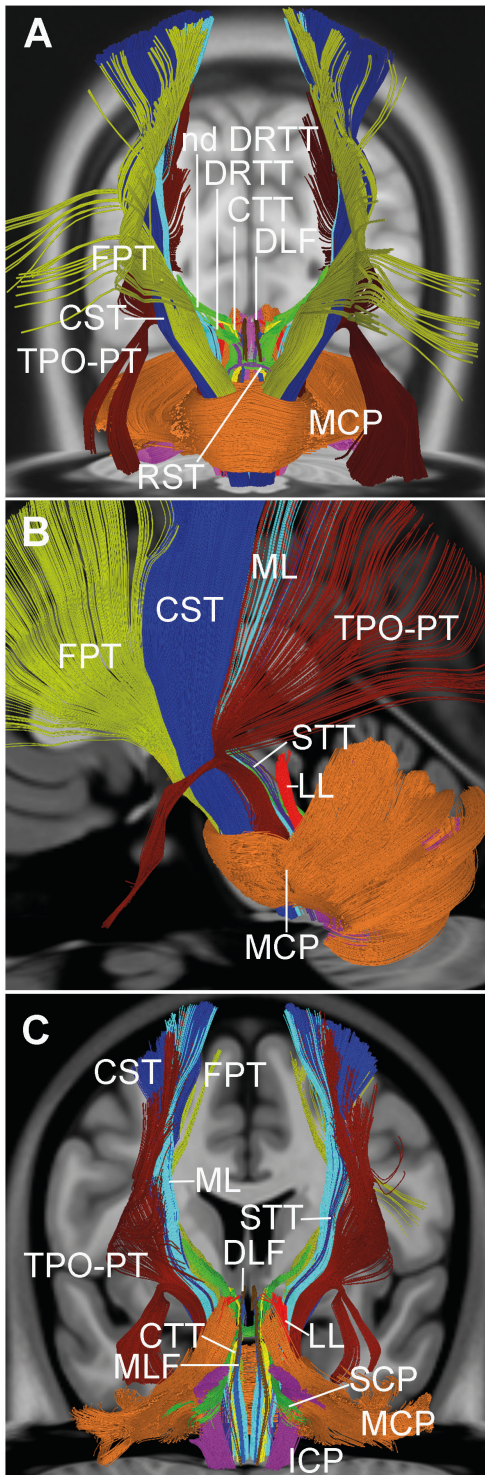 A
nd DRTT
DRTT
CTT
DLF
FPT
CST
TPO-PT
MCP
RST
B
ML
CST
TPO-PT
FPT
STT
LL
MCP
C
CST
FPT
ML
STT
DLF
TPO-PT
CTT
LL
MLF
SCP
MCP
ICP